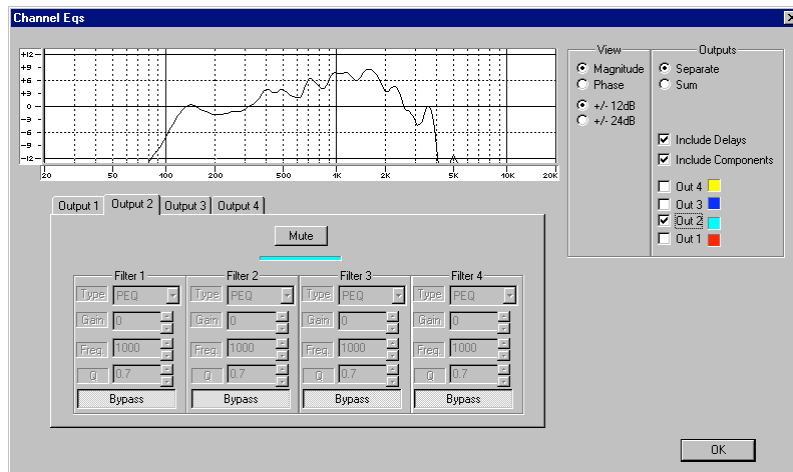 Channel Eqs
+12
+9
+6
+3
0
-3
-6
-9
-12
20 50 100 200 500 1K 2K 5K 10K 20K
View
Magnitude
Phase
+/- 12dB
+/- 24dB
Outputs
Separate
Sum
Include Delays
Include Components
Out 4
Out 3
Out 2
Out 1
Output 1 Output 2 Output 3 Output 4
Mute
Filter 1 Filter 2 Filter 3 Filter 4
Type PEQ Type PEQ Type PEQ Type PEQ
Gain 0 Gain 0 Gain 0 Gain 0
Freq. 1000 Freq. 1000 Freq. 1000 Freq. 1000
Q 0.7 Q 0.7 Q 0.7 Q 0.7
Bypass Bypass Bypass Bypass
OK